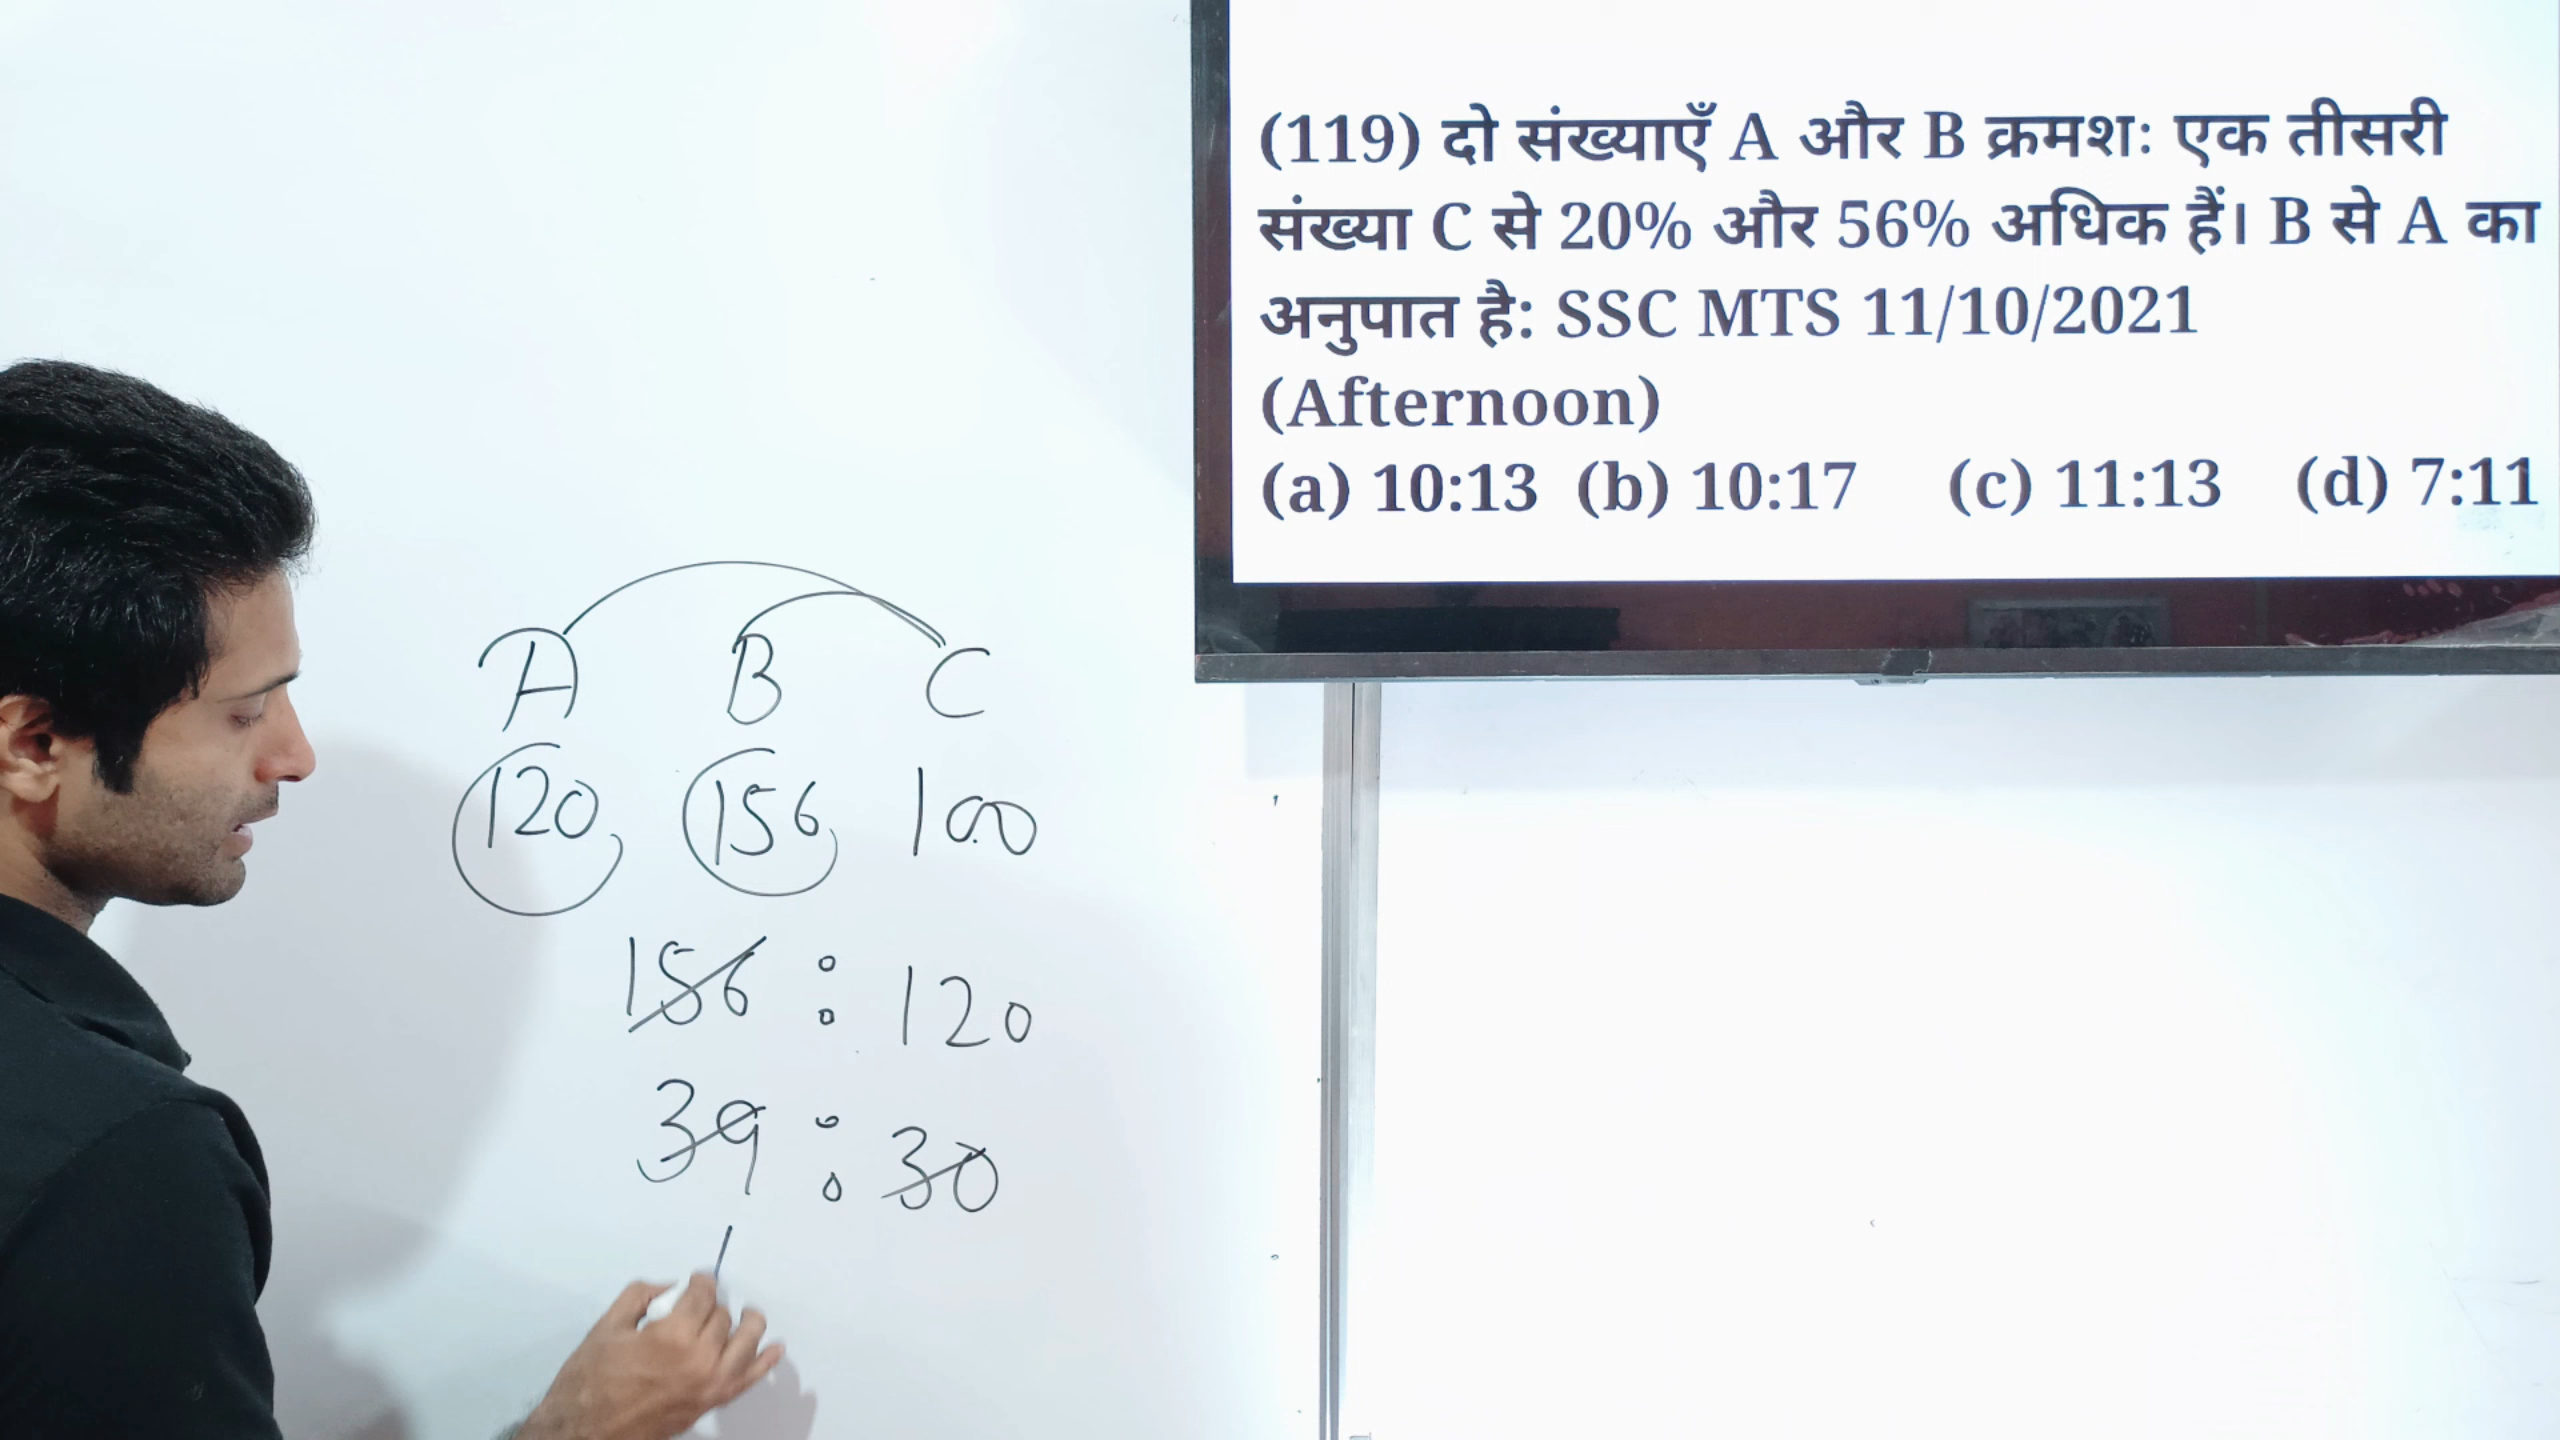 (119) दो संख्याएँ A और B क्रमशः एक तीसरी
संख्या C से 20% और 56% अधिक हैं। B से A का
अनुपात है: SSC MTS 11/10/2021
(Afternoon)
(a) 10:13 (b) 10:17 (c) 11:13 (d) 7:11
A B C
120 156 100
156 : 120
39 : 30
1